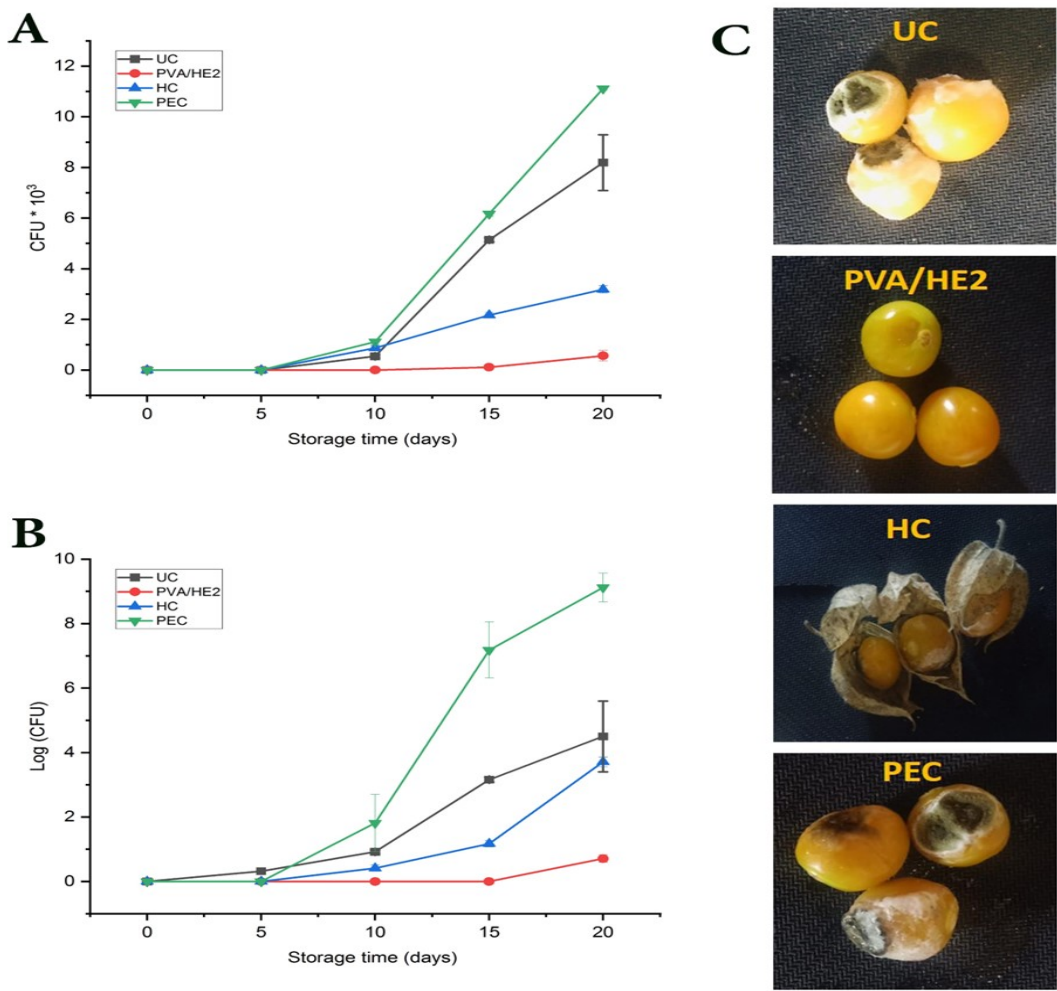 A
12
10
8
6
4
2
0
CFU * 10³
UC
PVA/HE2
HC
PEC
0 5 10 15 20
Storage time (days)
B
10
8
6
4
2
0
Log (CFU)
UC
PVA/HE2
HC
PEC
0 5 10 15 20
Storage time (days)
C
UC
PVA/HE2
HC
PEC